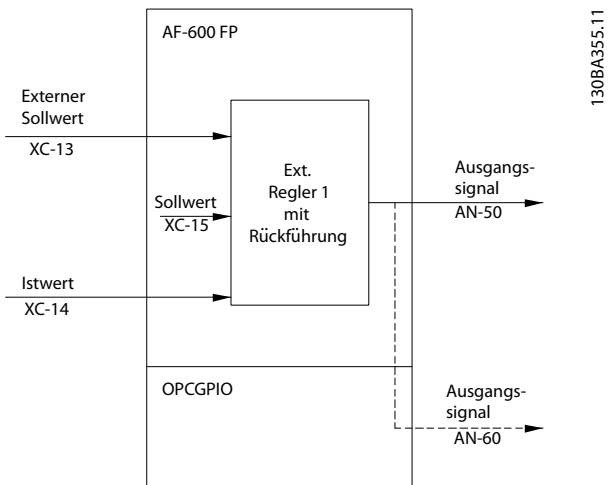 AF-600 FP
130BA355.11
Externer
Sollwert
XC-13
Ext.
Regler 1
mit
Rückführung
Sollwert
XC-15
Ausgangs-
signal
AN-50
Istwert
XC-14
OPCGPIO
Ausgangs-
signal
AN-60